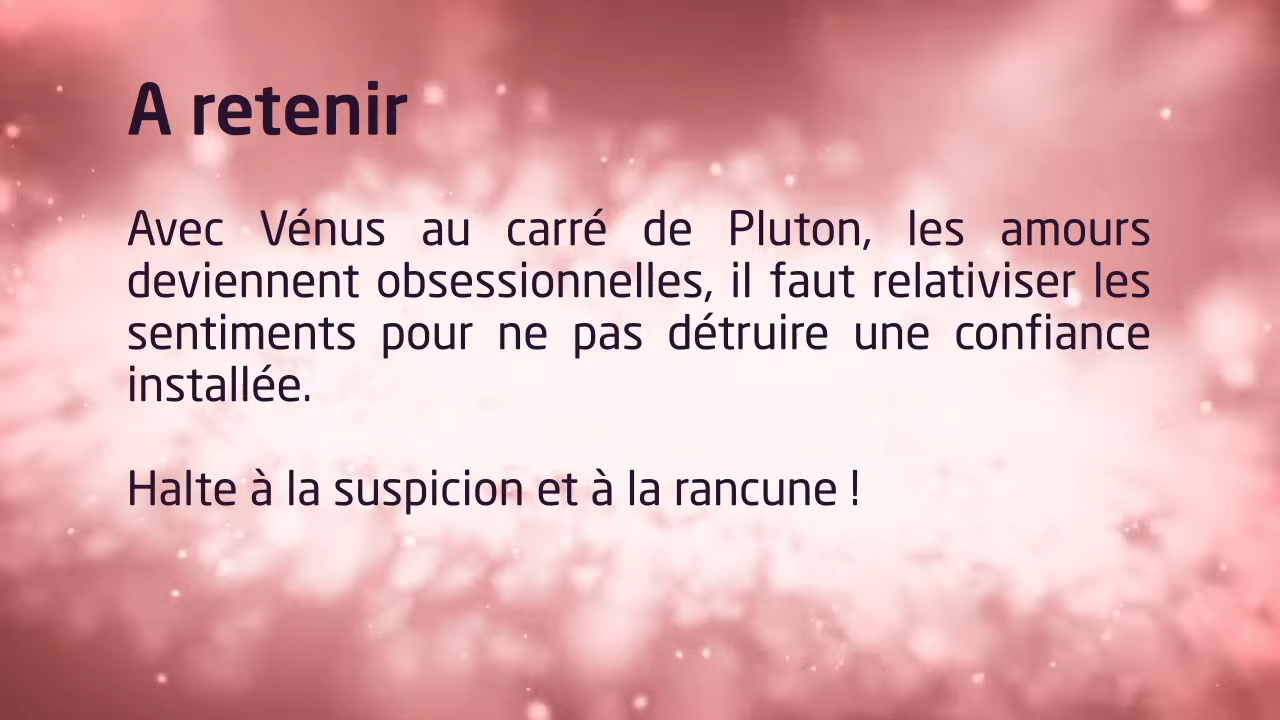 A retenir
Avec Vénus au carré de Pluton, les amours
deviennent obsessionnelles, il faut relativiser les
sentiments pour ne pas détruire une confiance
installée.
Halte à la suspicion et à la rancune !